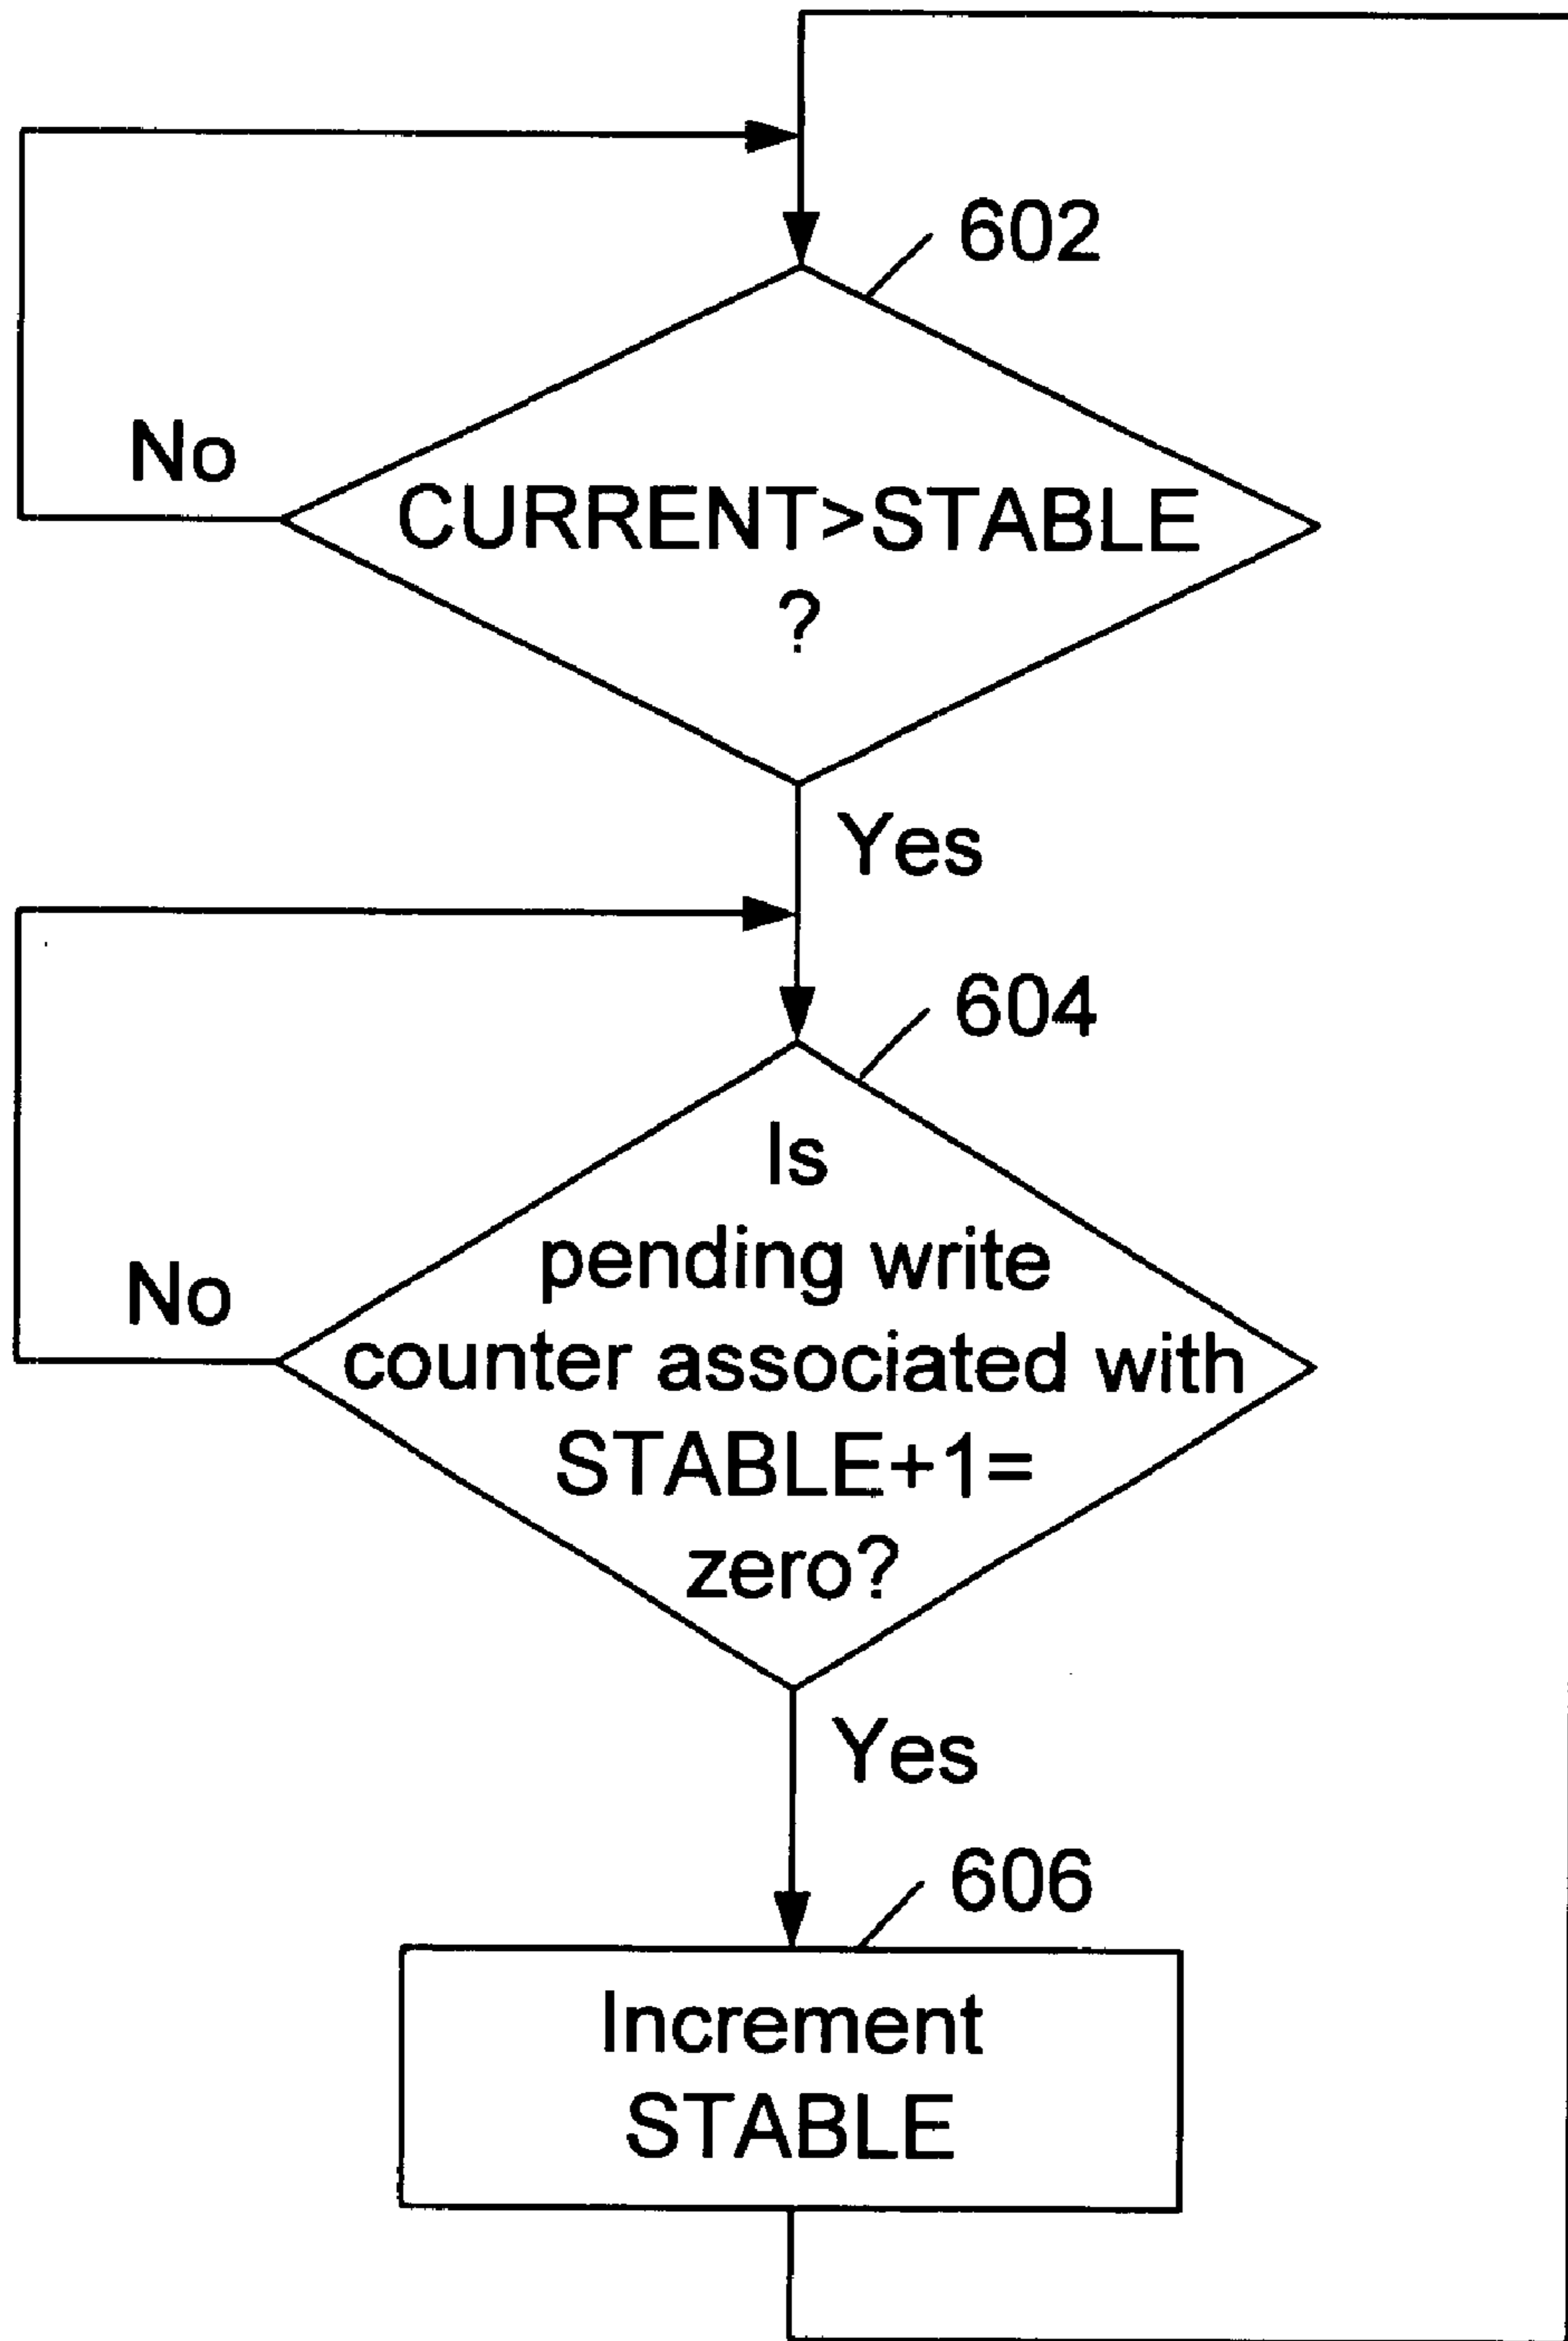 602
No
CURRENT>STABLE
?
Yes
604
Is
pending write
No
counter associated with
STABLE+1=
zero?
Yes
606
Increment
STABLE